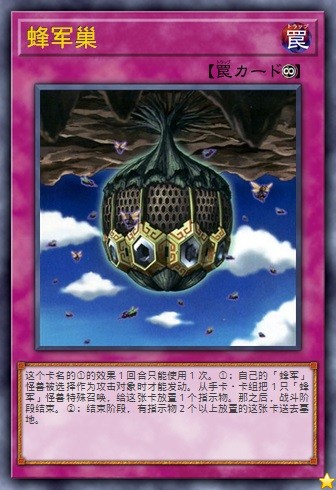 蜂军巢
トラップ
罠
【罠カード】
这个卡名的①的效果1回合只能使用1次。①：自己的「蜂军」
怪兽被选择作为攻击对象时才能发动。从手卡·卡组把1只「蜂
军」怪兽特殊召唤，给这张卡放置1个指示物。那之后，战斗阶
段结束。②：结束阶段，有指示物2个以上放置的这张卡送去墓
地。